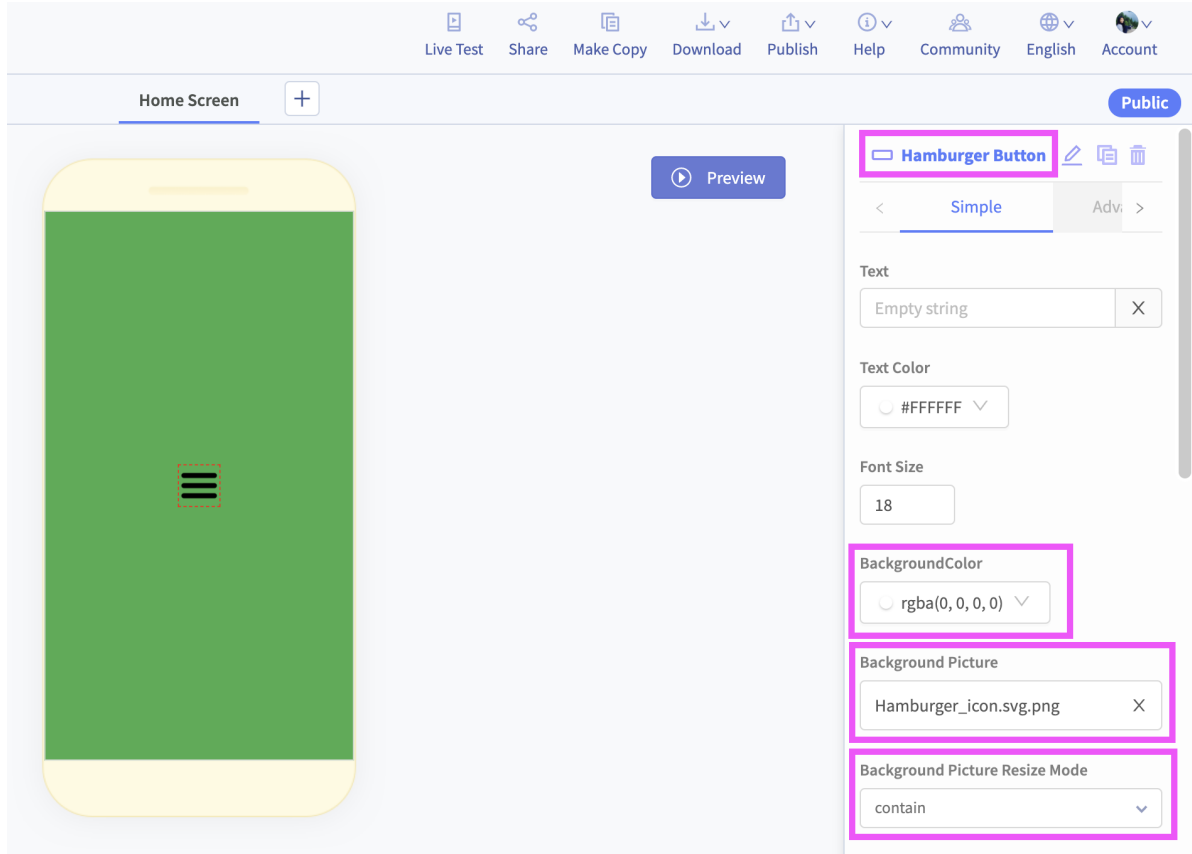 Live Test
Share
Make Copy
Download
Publish
Help
Community
English
Account
Home Screen
+
Public
Hamburger Button
Preview
Simple
Adv
Text
Empty string
X
Text Color
#FFFFFF
Font Size
18
BackgroundColor
rgba(0, 0, 0, 0)
Background Picture
Hamburger_icon.svg.png
X
Background Picture Resize Mode
contain